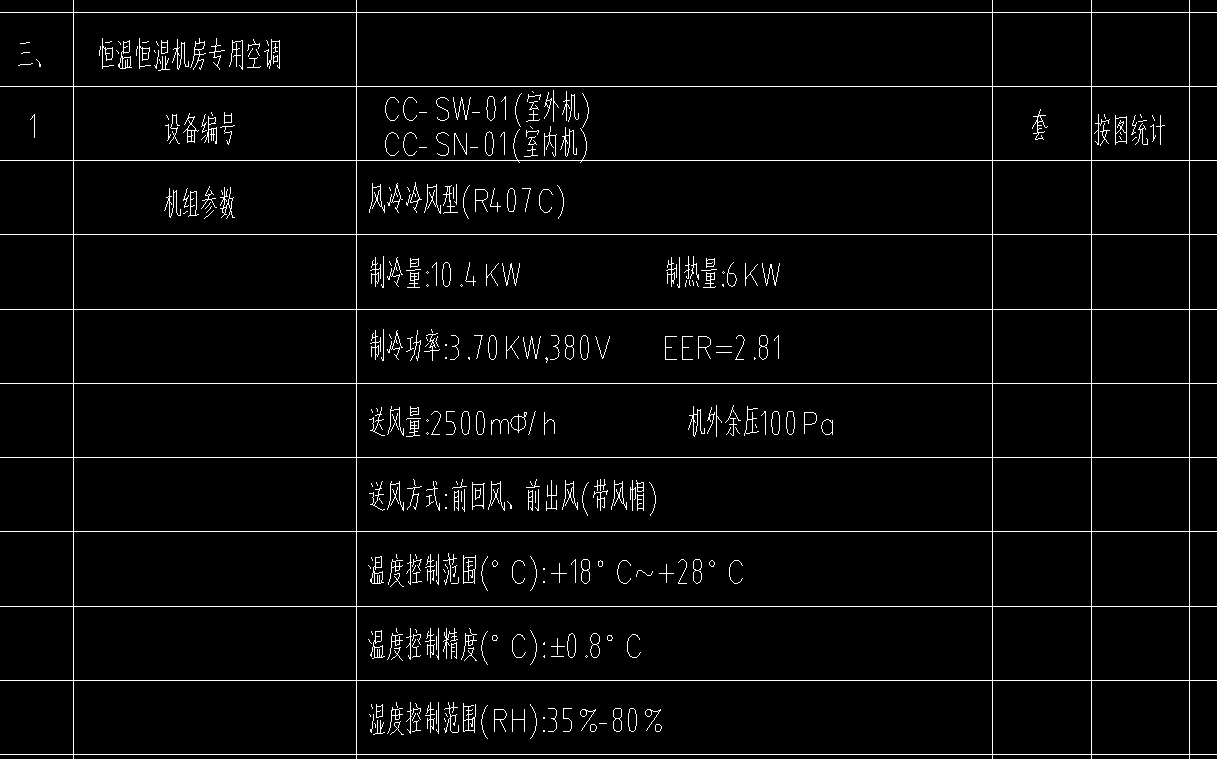 三、 恒温恒湿机房专用空调
CC-SW-01(室外机)
1 设备编号 套 按图统计
CC-SN-01(室内机)
机组参数 风冷冷风型(R407C)
制冷量:10.4KW 制热量:6KW
制冷功率:3.70KW,380V EER=2.81
送风量:2500mΦ/h 机外余压100Pa
送风方式:前回风、前出风(带风帽)
温度控制范围(°C):+18°C~+28°C
温度控制精度(°C):±0.8°C
湿度控制范围(RH):35%-80%